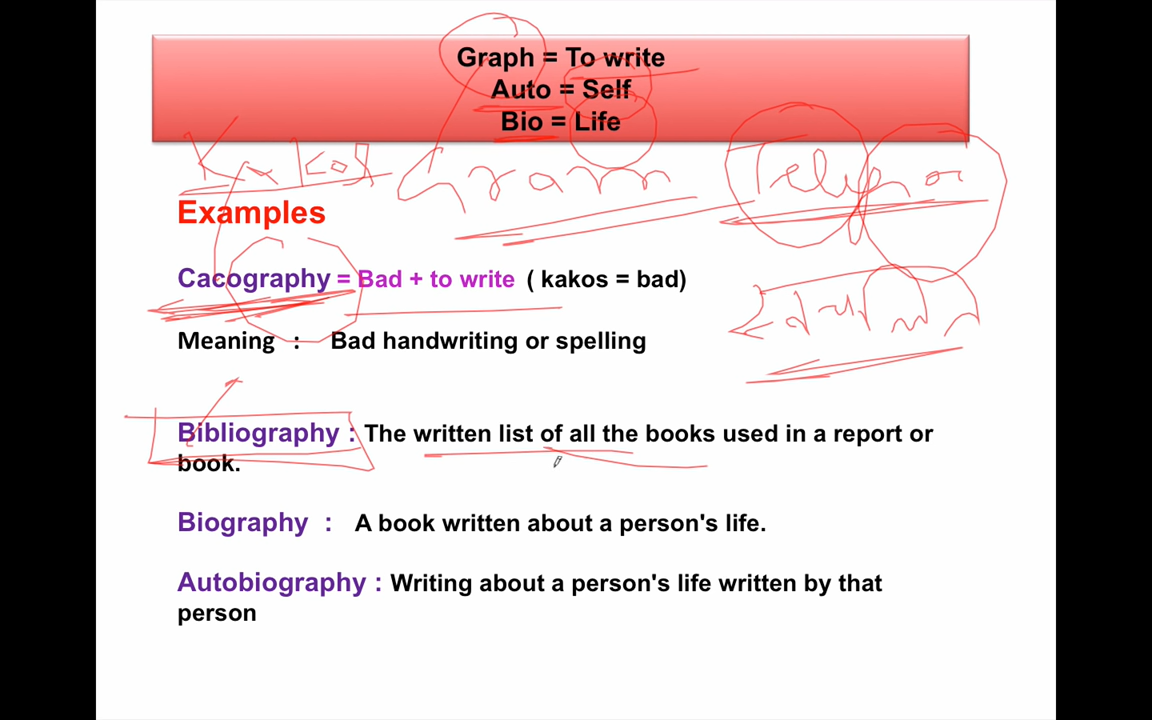 Graph = To write
Auto = Self
Bio = Life
Kakos
Examples
Cacography = Bad + to write ( kakos = bad)
Meaning : Bad handwriting or spelling
Bibliography : The written list of all the books used in a report or
book.
Biography : A book written about a person's life.
Autobiography : Writing about a person's life written by that
person